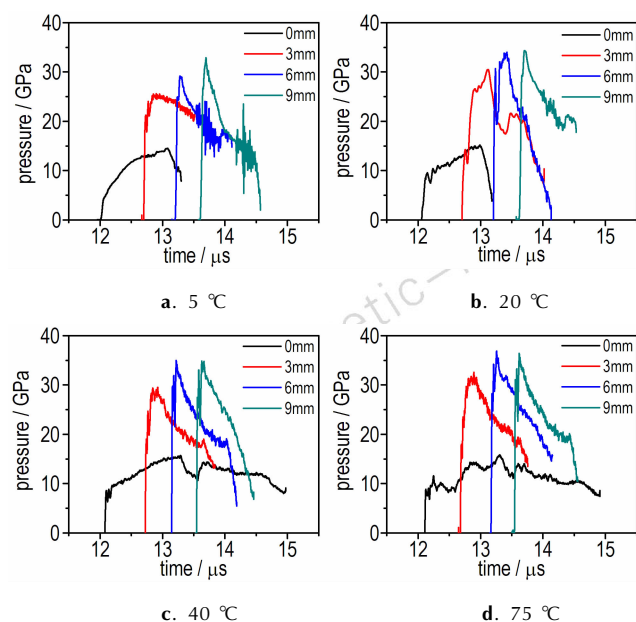 40
30
20
10
0
pressure / GPa
12 13 14 15
time / μs
0mm
3mm
6mm
9mm
a. 5 ℃
40
30
20
10
0
pressure / GPa
12 13 14 15
time / μs
0mm
3mm
6mm
9mm
b. 20 ℃
etic-
40
30
20
10
0
pressure / GPa
12 13 14 15
time / μs
0mm
3mm
6mm
9mm
c. 40 ℃
40
30
20
10
0
pressure / GPa
12 13 14 15
time / μs
0mm
3mm
6mm
9mm
d. 75 ℃